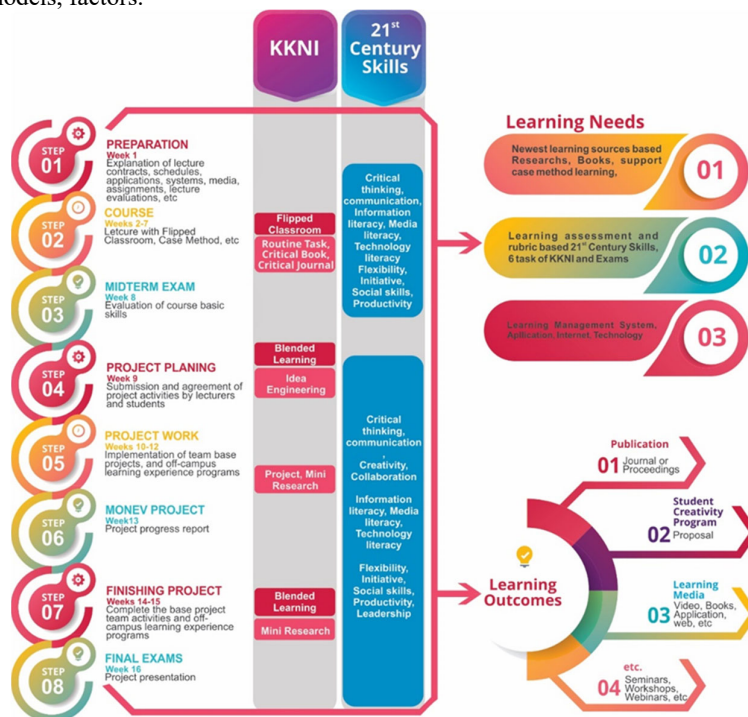 models, factors.
KKNI
21st
Century
Skills
STEP
01
PREPARATION
Week 1
Explanation of lecture
contracts, schedules,
applications, systems, media,
assignments, lecture
evaluations, etc
STEP
02
COURSE
Weeks 2-7
Letcure with Flipped
Classroom, Case Method, etc
STEP
03
MIDTERM EXAM
Week 8
Evaluation of course basic
skills
STEP
04
PROJECT PLANING
Week 9
Submission and agreement of
project activities by lecturers
and students
STEP
05
PROJECT WORK
Weeks 10-12
Implementation of team base
projects, and off-campus
learning experience programs
STEP
06
MONEV PROJECT
Week13
Project progress report
STEP
07
FINISHING PROJECT
Weeks 14-15
Complete the base project
team activities and off-
campus learning experience
programs
STEP
08
FINAL EXAMS
Week 16
Project presentation
Flipped
Classroom
Routine Task,
Critical Book,
Critical Journal
Blended
Learning
Idea
Engineering
Project, Mini
Research
Blended
Learning
Mini Research
Critical
thinking,
communication,
Information
literacy, Media
literacy,
Technology
literacy
Flexibility,
Initiative,
Social skills,
Productivity
Critical
thinking,
communication
,
Creativity,
Collaboration
Information
literacy, Media
literacy,
Technology
literacy
Flexibility,
Initiative,
Social skills,
Productivity,
Leadership
Learning Needs
Newest learning sources based
Researchs, Books, support
case method learning,
01
Learning assessment and
rubric based 21st Century Skills,
6 task of KKNI and Exams
02
Learning Management System,
Apllication, Internet, Technology
03
Learning
Outcomes
Publication
01 Journal or
Proceedings
Student
Creativity
Program
02 Proposal
Learning
Media
03 Video, Books,
Application,
web, etc
etc.
04 Seminars,
Workshops,
Webinars, etc